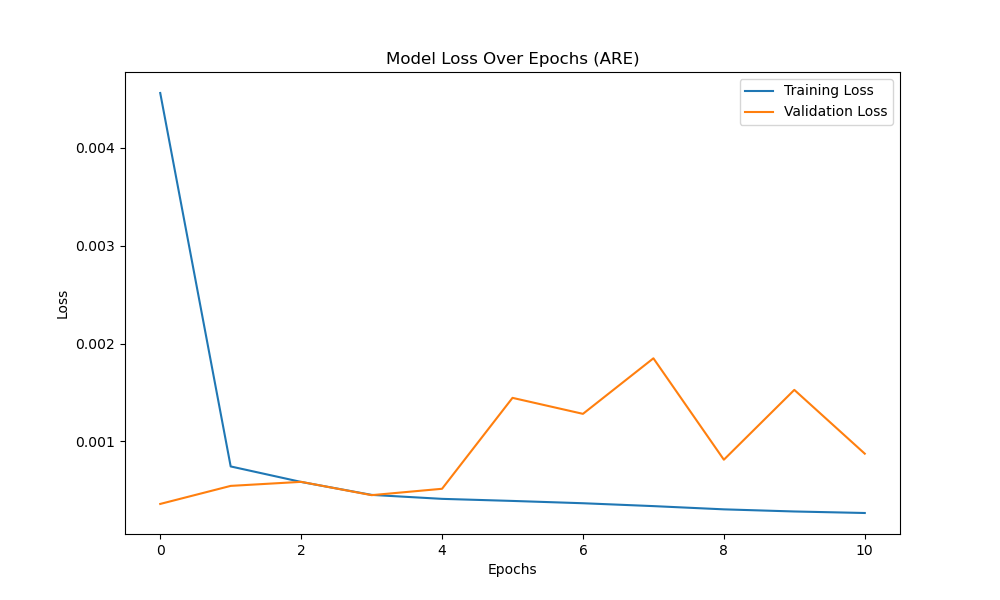 Model Loss Over Epochs (ARE)
Training Loss
Validation Loss
0.004
0.003
0.002
0.001
Loss
0
2
4
6
8
10
Epochs